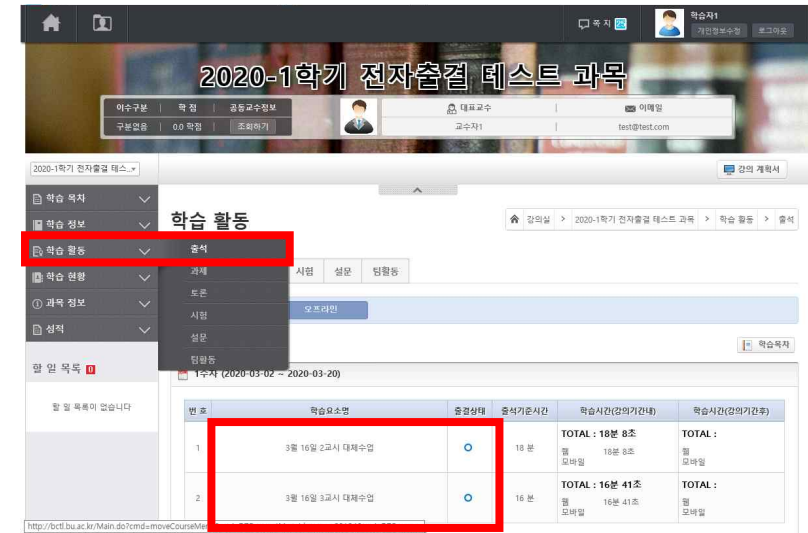 쪽 지
학습자1
개인정보수정 로그아웃
2020-1학기 전자출결 테스트 과목
이수구분 | 학 점 | 공동교수정보
구분없음 | 0.0 학점 | 조회하기
대표교수 | 이메일
교수자1 | test@test.com
2020-1학기 전자출결 테스...
강의 계획서
학습 목차
학습 정보
학습 활동
학습 현황
과목 정보
성적
출석
과제
토론
시험
설문
팀활동
학습 활동
강의실 > 2020-1학기 전자출결 테스트 과목 > 학습 활동 > 출석
시험 설문 팀활동
오프라인
학습목차
할 일 목록 0
할 일 목록이 없습니다
1주차 (2020-03-02 ~ 2020-03-20)
번 호 학습요소명 출결상태 출석기준시간 학습시간(강의기간내) 학습시간(강의기간후)
1 3월 16일 2교시 대체수업 O 18 분 TOTAL : 18분 8초 TOTAL :
웹 18분 8초 웹
모바일 모바일
2 3월 16일 3교시 대체수업 O 16 분 TOTAL : 16분 41초 TOTAL :
웹 16분 41초 웹
모바일 모바일